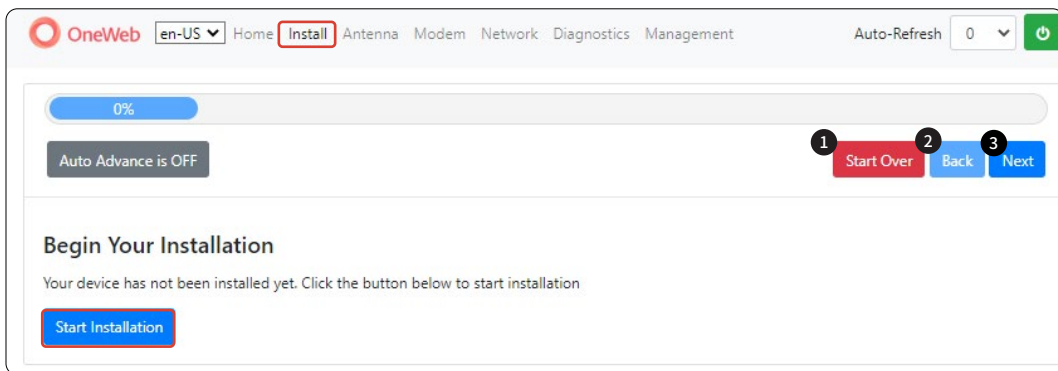 OneWeb en-US Home Install Antenna Modem Network Diagnostics Management Auto-Refresh 0
0%
1 2 3
Auto Advance is OFF Start Over Back Next
Begin Your Installation
Your device has not been installed yet. Click the button below to start installation
Start Installation